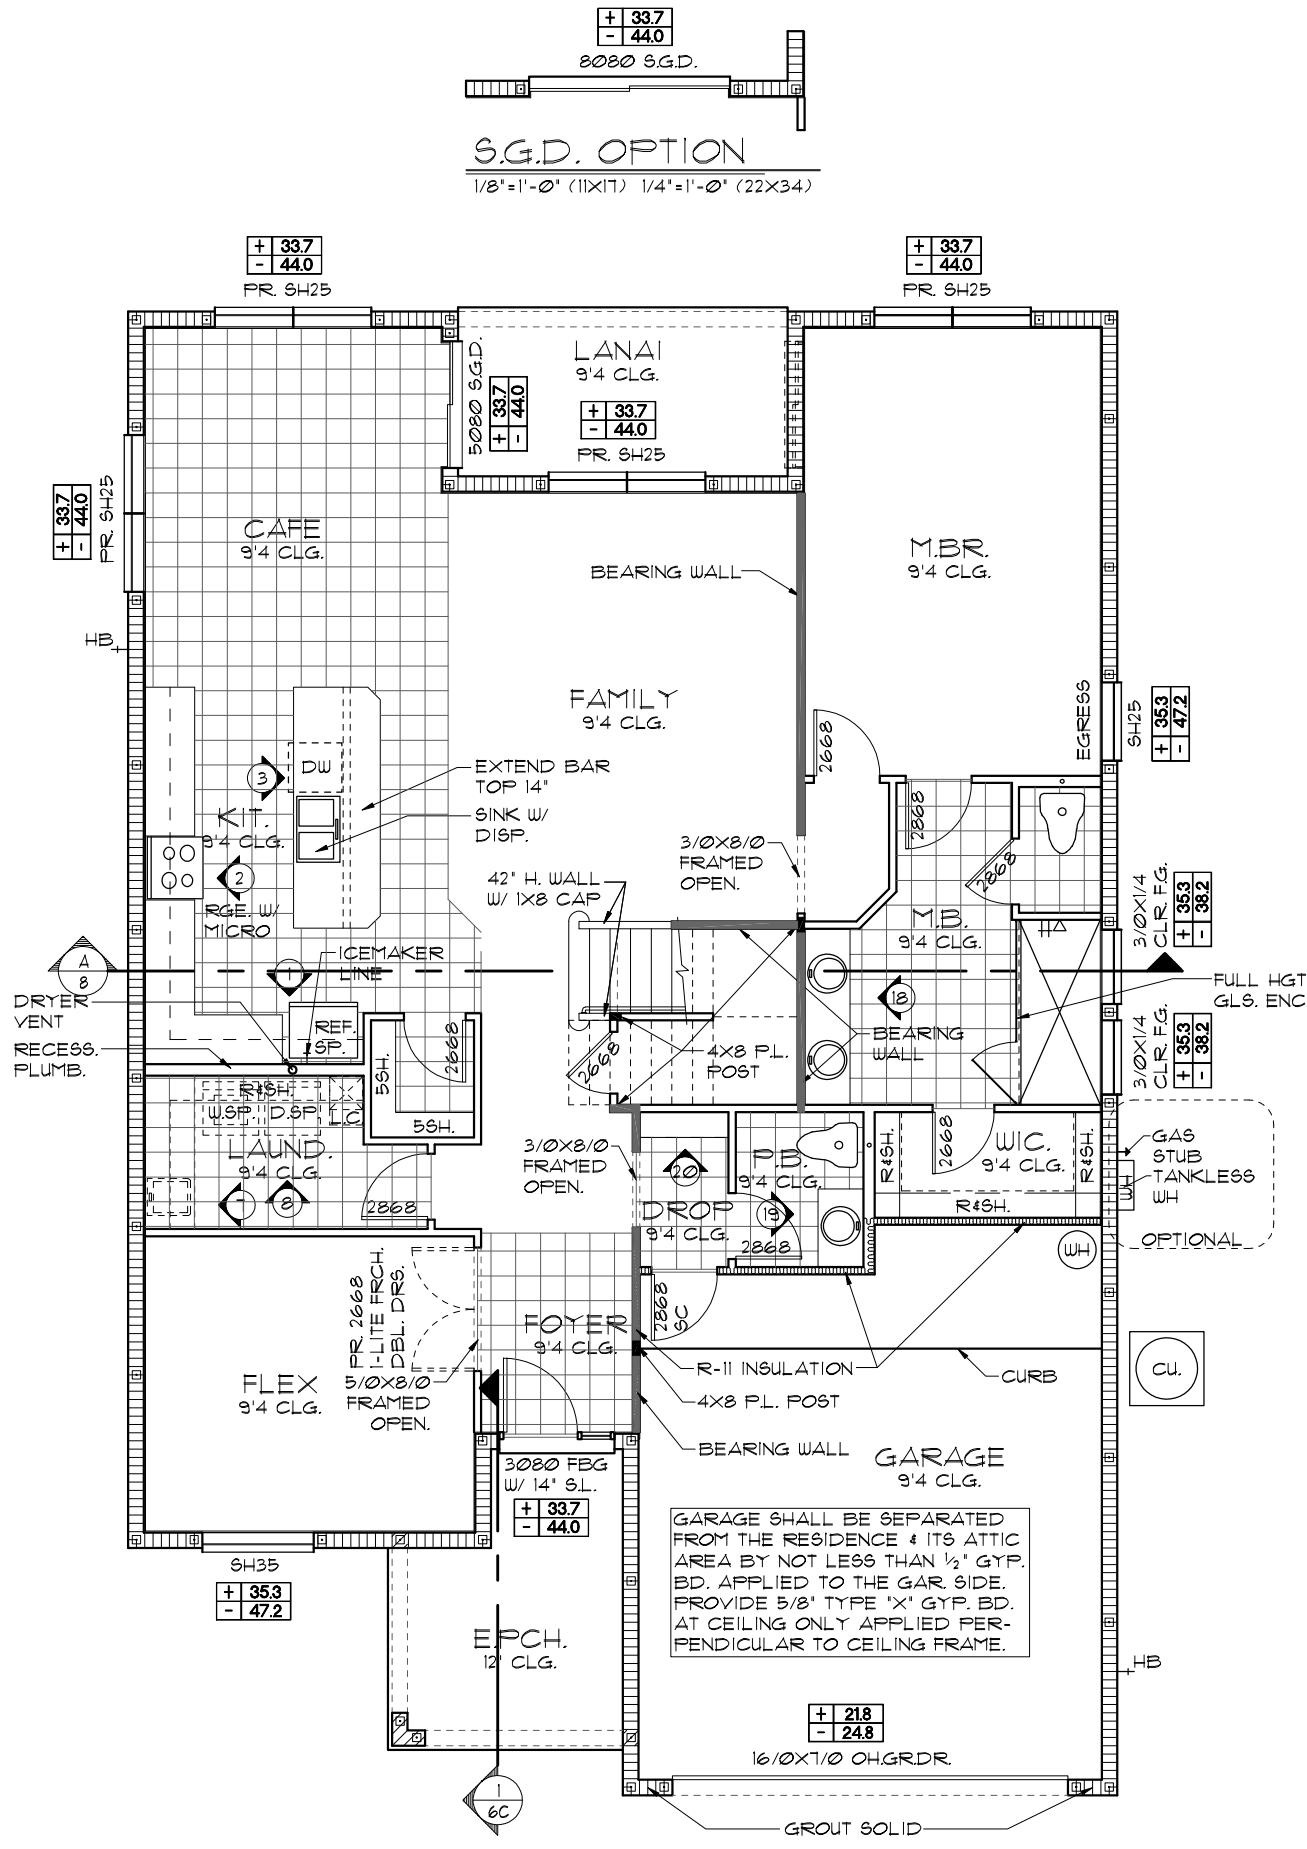 + 33.7
- 44.0
8080 S.G.D.
S.G.D. OPTION
1/8"=1'-0" (11X17) 1/4"=1'-0" (22X34)
+ 33.7
- 44.0
PR. SH25
+ 33.7
- 44.0
PR. SH25
LANAI
9'4 CLG.
5080 S.G.D.
+ 33.7
- 44.0
+ 33.7
- 44.0
PR. SH25
+ 33.7
- 44.0
PR. SH25
CAFE
9'4 CLG.
M.BR.
9'4 CLG.
BEARING WALL
HB
FAMILY
9'4 CLG.
2668
EGRESS
SH25
+ 35.3
- 47.2
3
DW
EXTEND BAR
TOP 14"
SINK W/
DISP.
KIT.
9'4 CLG.
2
RGE. W/
MICRO
3/0X8/0
FRAMED
OPEN.
2868
2868
42" H. WALL
W/ 1X8 CAP
M.B.
9'4 CLG.
3/0X1/4
CLR. F.G.
+ 35.3
- 38.2
A
8
1
ICEMAKER
LINE
18
FULL HGT
GLS. ENC
DRYER
VENT
RECESS.
PLUMB.
REF.
SP.
2668
5SH.
5SH.
2668
4X8 P.L.
POST
BEARING
WALL
3/0X1/4
CLR. F.G.
+ 35.3
- 38.2
R&SH.
W.SP. D.SP
L.C.
LAUND.
9'4 CLG.
8
2868
3/0X8/0
FRAMED
OPEN.
20
DROP
9'4 CLG.
P.B.
9'4 CLG.
19
2868
R&SH.
2668
W.I.C.
9'4 CLG.
R&SH.
R&SH.
GAS
STUB
TANKLESS
WH
WH
OPTIONAL
WH
PR. 2668
1-LITE FRCH.
DBL. DRS.
FOYER
9'4 CLG.
2868
SC
R-11 INSULATION
CURB
CU.
FLEX
9'4 CLG.
5/0X8/0
FRAMED
OPEN.
4X8 P.L. POST
BEARING WALL
GARAGE
9'4 CLG.
3080 FBG
W/ 14" S.L.
+ 33.7
- 44.0
GARAGE SHALL BE SEPARATED
FROM THE RESIDENCE & ITS ATTIC
AREA BY NOT LESS THAN 1/2" GYP.
BD. APPLIED TO THE GAR. SIDE.
PROVIDE 5/8" TYPE "X" GYP. BD.
AT CEILING ONLY APPLIED PER-
PENDICULAR TO CEILING FRAME.
SH35
+ 35.3
- 47.2
E.PCH.
12' CLG.
HB
+ 21.8
- 24.8
16/0X7/0 OH.GR.DR.
1
6C
GROUT SOLID